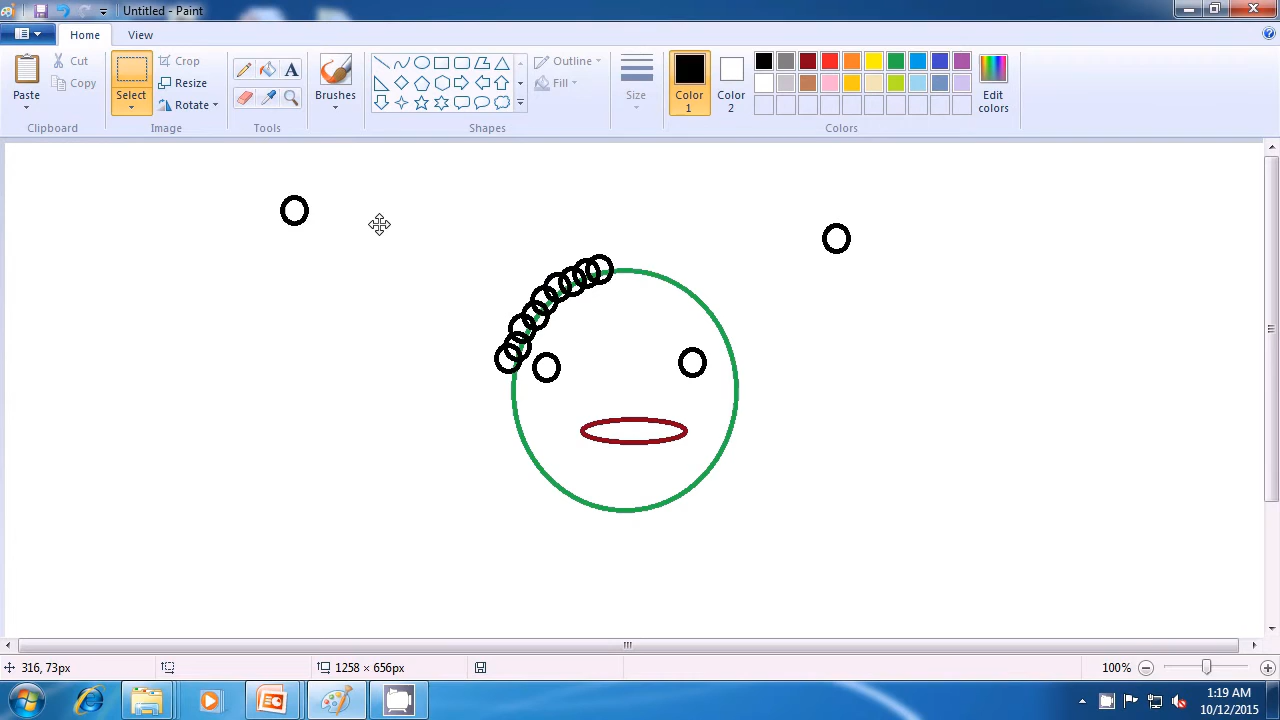 Untitled - Paint
Home View
Paste
Cut
Copy
Clipboard
Select
Crop
Resize
Rotate
Image
A
Tools
Brushes
Outline
Fill
Shapes
Size
Color 1
Color 2
Edit colors
Colors
316, 73px
1258 × 656px
100%
1:19 AM
10/12/2015